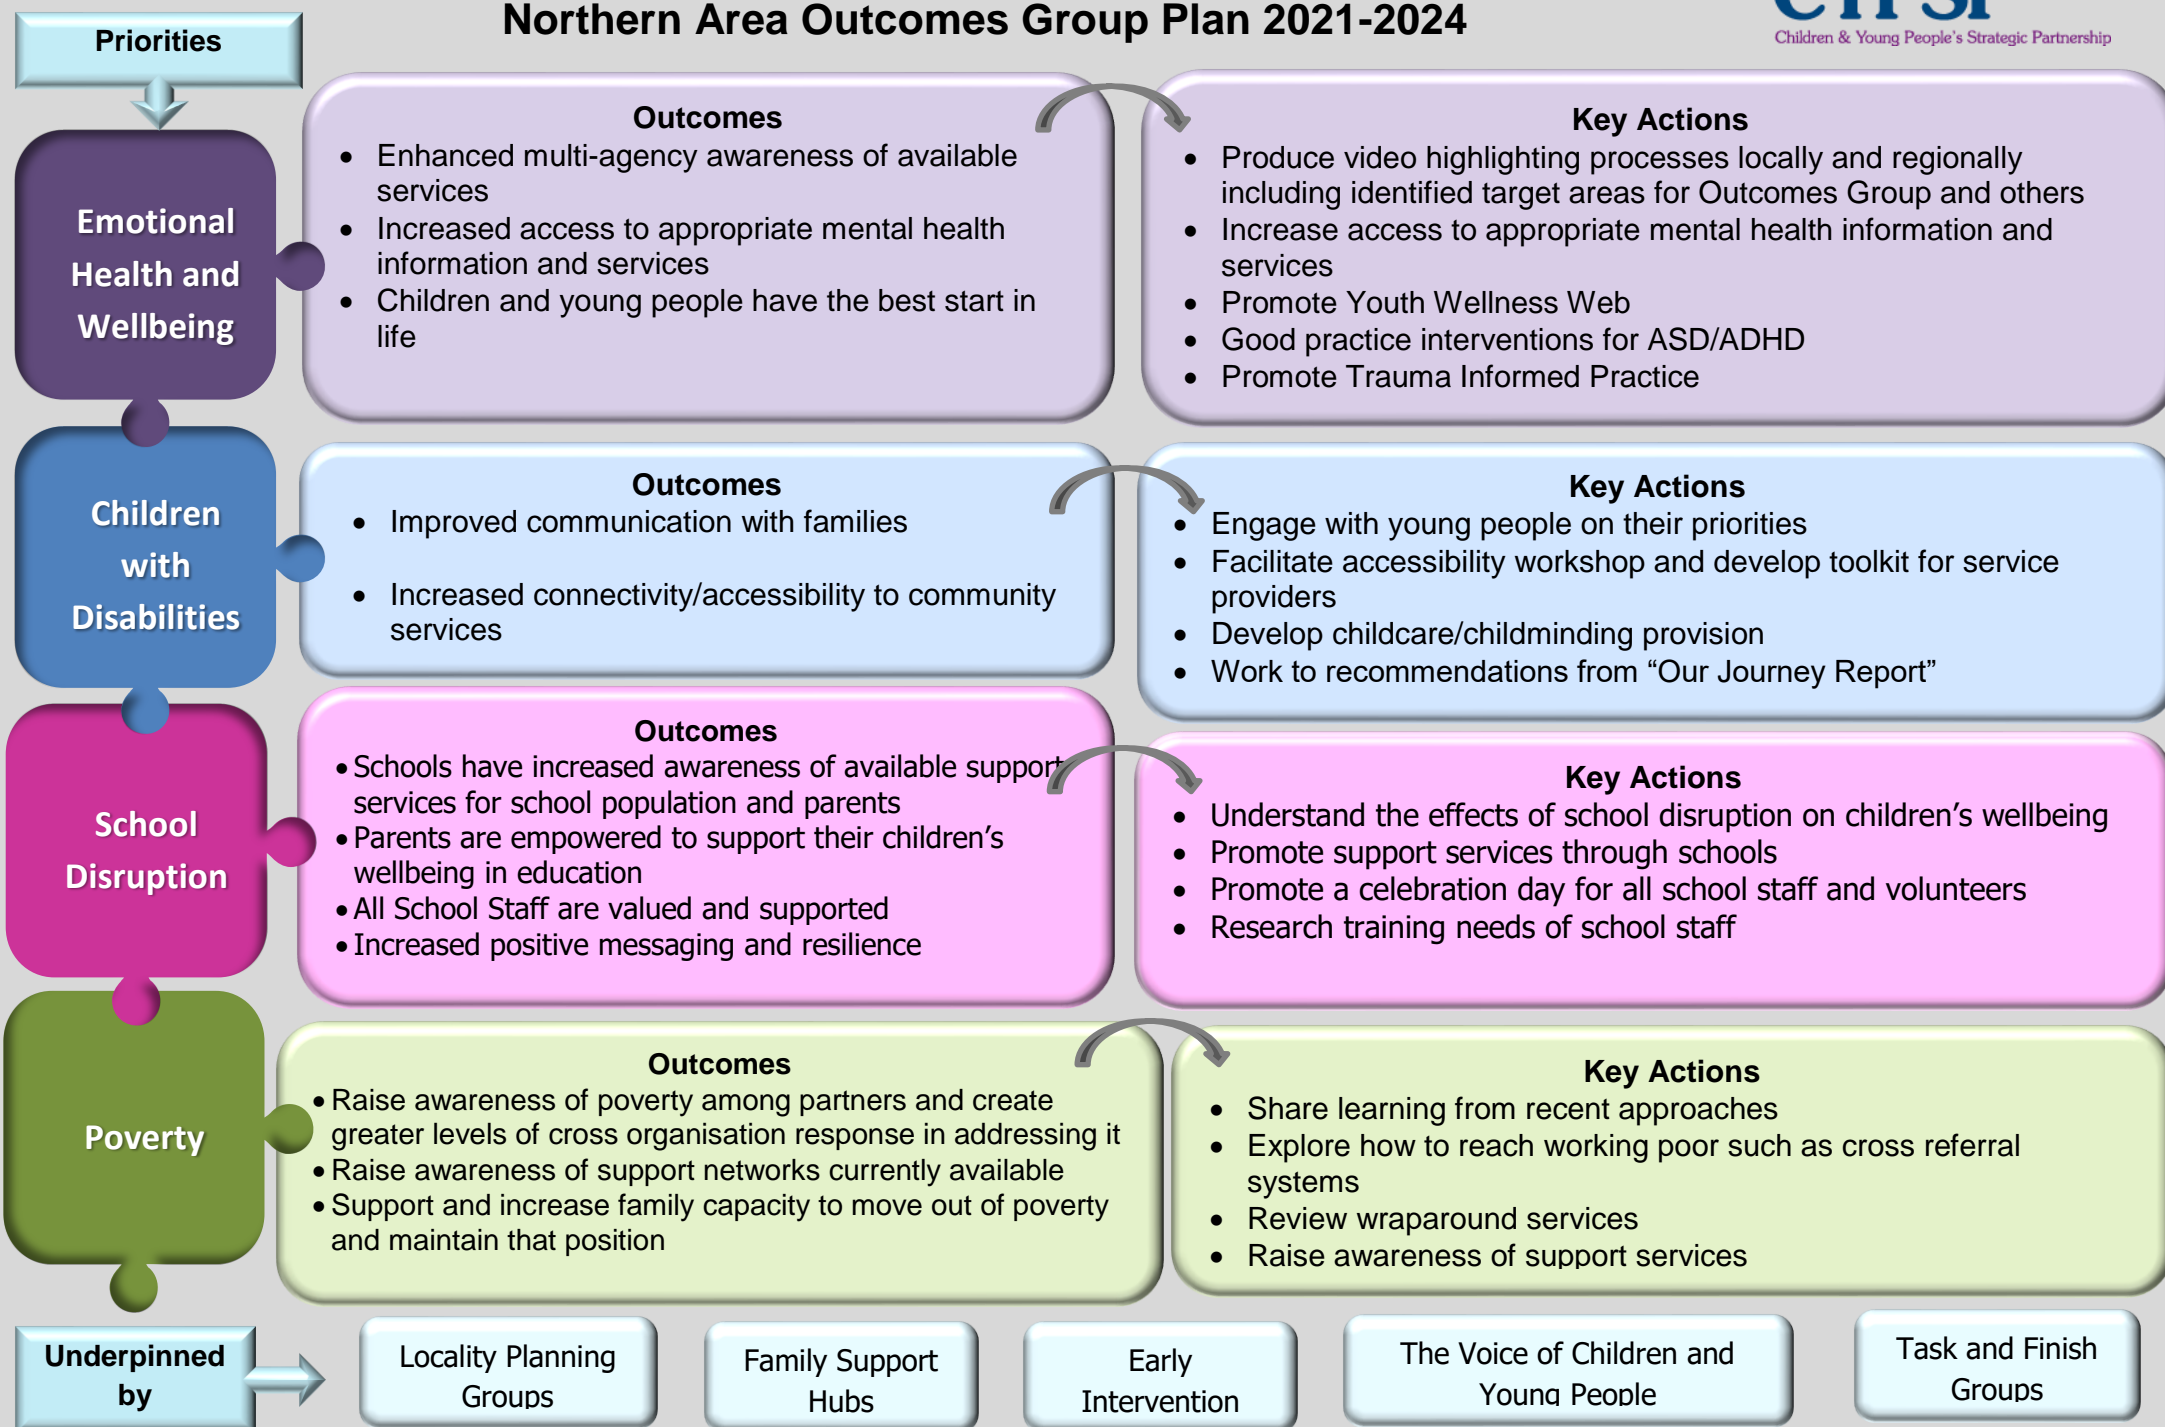 Northern Area Outcomes Group Plan 2021-2024
CYPSP
Children & Young People's Strategic Partnership
Priorities
Emotional
Health and
Wellbeing
Outcomes
• Enhanced multi-agency awareness of available
services
• Increased access to appropriate mental health
information and services
• Children and young people have the best start in
life
Key Actions
• Produce video highlighting processes locally and regionally
including identified target areas for Outcomes Group and others
• Increase access to appropriate mental health information and
services
• Promote Youth Wellness Web
• Good practice interventions for ASD/ADHD
• Promote Trauma Informed Practice
Children
with
Disabilities
Outcomes
• Improved communication with families
• Increased connectivity/accessibility to community
services
Key Actions
• Engage with young people on their priorities
• Facilitate accessibility workshop and develop toolkit for service
providers
• Develop childcare/childminding provision
• Work to recommendations from “Our Journey Report”
School
Disruption
Outcomes
• Schools have increased awareness of available support
services for school population and parents
• Parents are empowered to support their children’s
wellbeing in education
• All School Staff are valued and supported
• Increased positive messaging and resilience
Key Actions
• Understand the effects of school disruption on children’s wellbeing
• Promote support services through schools
• Promote a celebration day for all school staff and volunteers
• Research training needs of school staff
Poverty
Outcomes
• Raise awareness of poverty among partners and create
greater levels of cross organisation response in addressing it
• Raise awareness of support networks currently available
• Support and increase family capacity to move out of poverty
and maintain that position
Key Actions
• Share learning from recent approaches
• Explore how to reach working poor such as cross referral
systems
• Review wraparound services
• Raise awareness of support services
Underpinned
by
Locality Planning
Groups
Family Support
Hubs
Early
Intervention
The Voice of Children and
Young People
Task and Finish
Groups